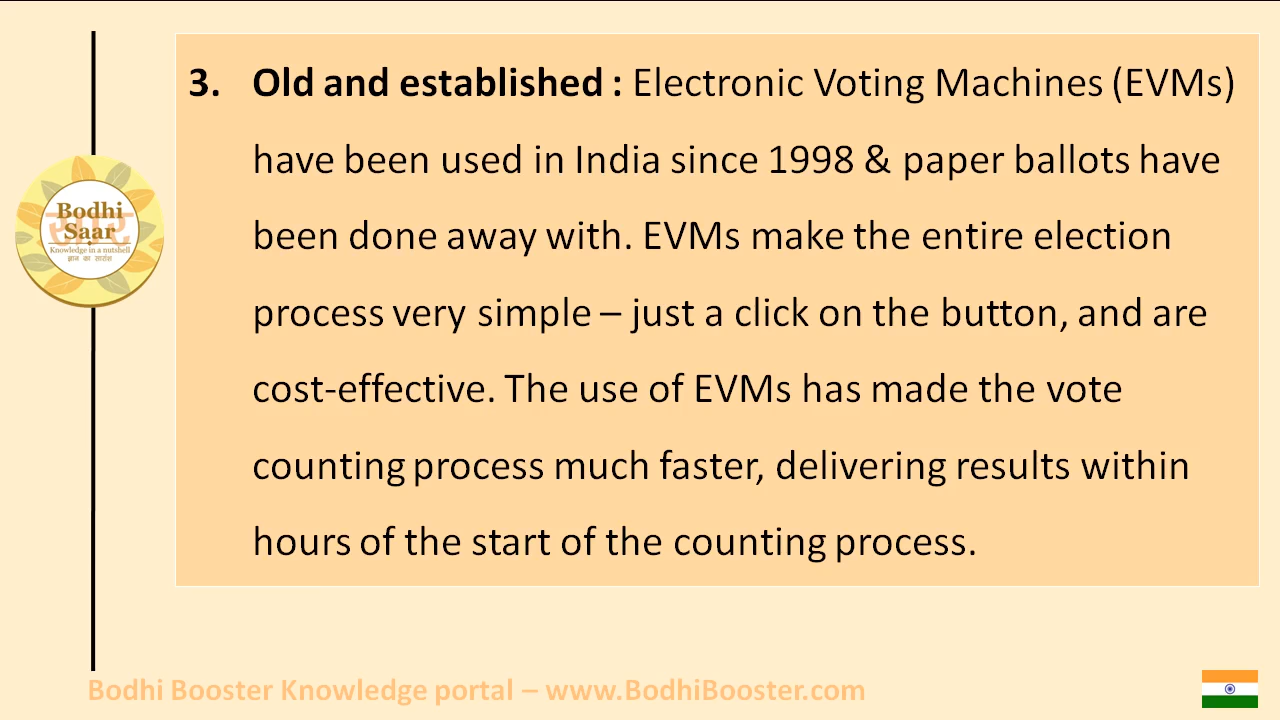 3. Old and established : Electronic Voting Machines (EVMs)
have been used in India since 1998 & paper ballots have
been done away with. EVMs make the entire election
process very simple – just a click on the button, and are
cost-effective. The use of EVMs has made the vote
counting process much faster, delivering results within
hours of the start of the counting process.
Bodhi
Saar
Knowledge in a nutshell
ज्ञान का सारांश
Bodhi Booster Knowledge portal – www.BodhiBooster.com